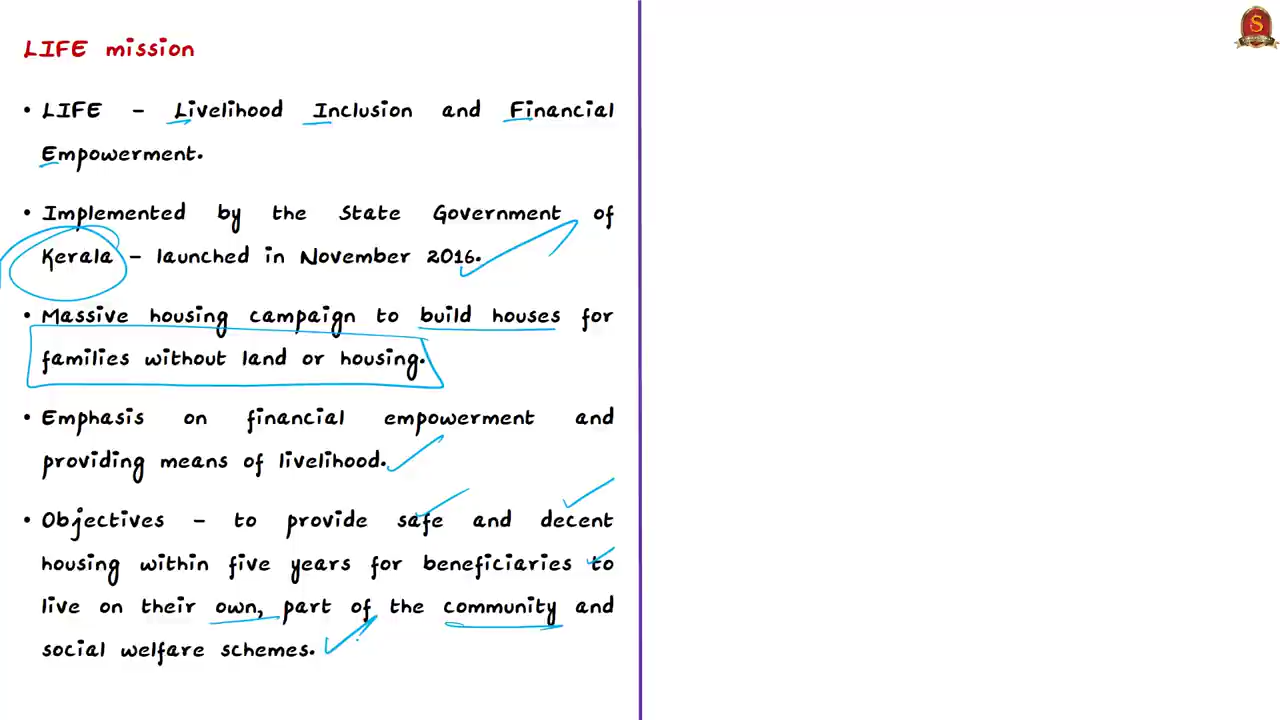 LIFE mission
• LIFE – Livelihood Inclusion and Financial
Empowerment.
• Implemented by the State Government of
Kerala – launched in November 2016.
• Massive housing campaign to build houses for
families without land or housing.
• Emphasis on financial empowerment and
providing means of livelihood.
• Objectives – to provide safe and decent
housing within five years for beneficiaries to
live on their own, part of the community and
social welfare schemes.
S